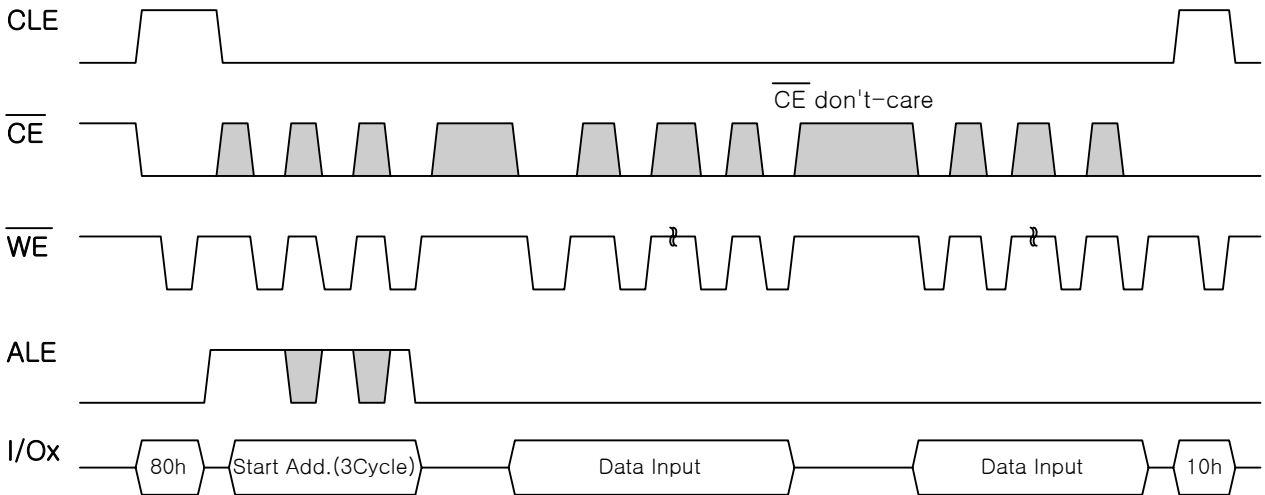 CLE
CE don't-care
CE
WE
ALE
I/Ox
80h
Start Add.(3Cycle)
Data Input
Data Input
10h